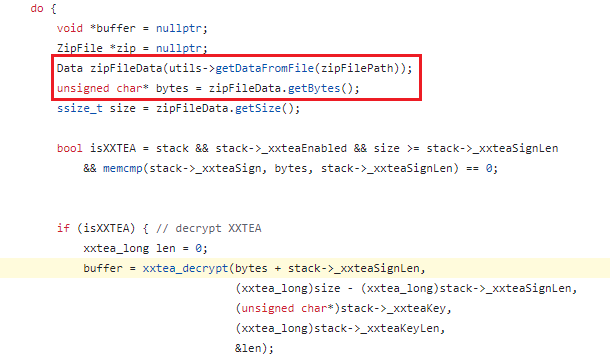 do {
void *buffer = nullptr;
ZipFile *zip = nullptr;
Data zipFileData(utils->getDataFromFile(zipFilePath));
unsigned char* bytes = zipFileData.getBytes();
ssize_t size = zipFileData.getSize();
bool isXXTEA = stack && stack->_xxteaEnabled && size >= stack->_xxteaSignLen
&& memcmp(stack->_xxteaSign, bytes, stack->_xxteaSignLen) == 0;
if (isXXTEA) { // decrypt XXTEA
xxtea_long len = 0;
buffer = xxtea_decrypt(bytes + stack->_xxteaSignLen,
(xxtea_long)size - (xxtea_long)stack->_xxteaSignLen,
(unsigned char*)stack->_xxteaKey,
(xxtea_long)stack->_xxteaKeyLen,
&len);